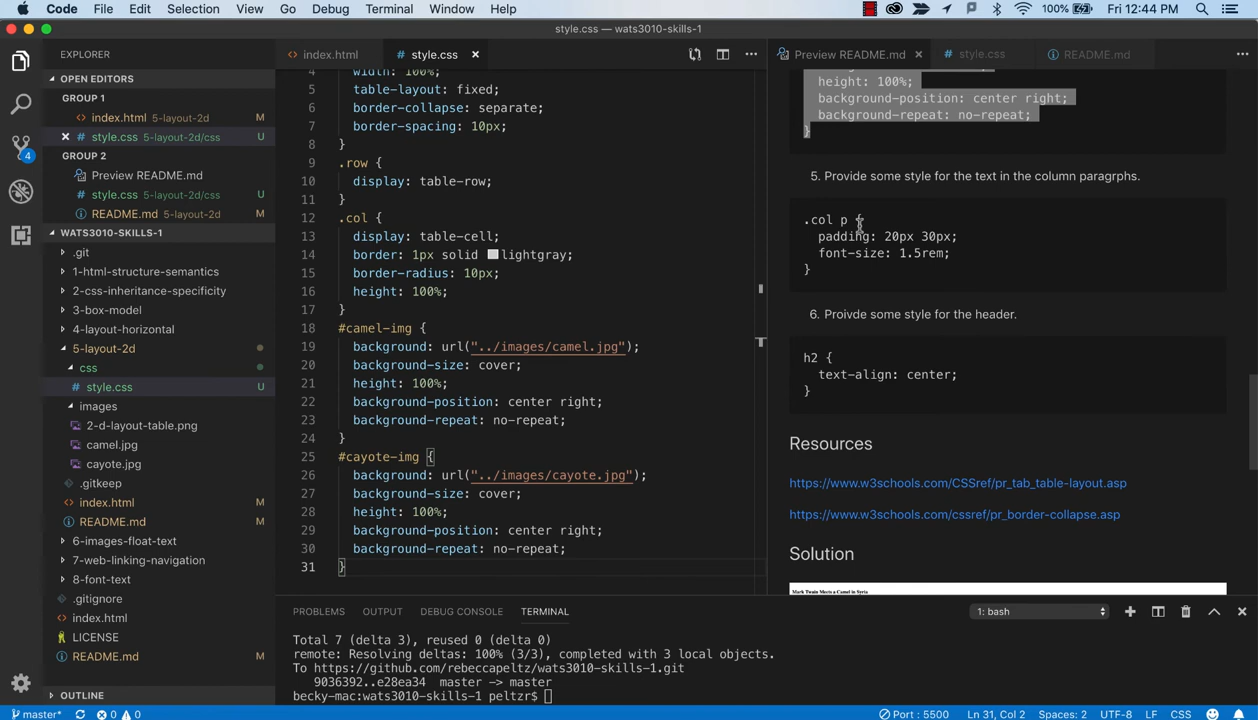 Code File Edit Selection View Go Debug Terminal Window Help 100% Fri 12:44 PM
style.css — wats3010-skills-1
EXPLORER
OPEN EDITORS
GROUP 1
index.html 5-layout-2d M
style.css 5-layout-2d/css U
GROUP 2
Preview README.md
style.css 5-layout-2d/css U
README.md 5-layout-2d M
WATS3010-SKILLS-1
.git
1-html-structure-semantics
2-css-inheritance-specificity
3-box-model
4-layout-horizontal
5-layout-2d
css
style.css U
images
2-d-layout-table.png
camel.jpg
cayote.jpg
.gitkeep
index.html M
README.md M
6-images-float-text
7-web-linking-navigation
8-font-text
.gitignore
index.html M
LICENSE
README.md M
OUTLINE
4
index.html
style.css
4 width: 100%;
5 table-layout: fixed;
6 border-collapse: separate;
7 border-spacing: 10px;
8 }
9 .row {
10 display: table-row;
11 }
12 .col {
13 display: table-cell;
14 border: 1px solid lightgray;
15 border-radius: 10px;
16 height: 100%;
17 }
18 #camel-img {
19 background: url("../images/camel.jpg");
20 background-size: cover;
21 height: 100%;
22 background-position: center right;
23 background-repeat: no-repeat;
24 }
25 #cayote-img {
26 background: url("../images/cayote.jpg");
27 background-size: cover;
28 height: 100%;
29 background-position: center right;
30 background-repeat: no-repeat;
31 }
Preview README.md
style.css
README.md
height: 100%;
background-position: center right;
background-repeat: no-repeat;
}
5. Provide some style for the text in the column paragrphs.
.col p {
padding: 20px 30px;
font-size: 1.5rem;
}
6. Proivde some style for the header.
h2 {
text-align: center;
}
Resources
https://www.w3schools.com/CSSref/pr_tab_table-layout.asp
https://www.w3schools.com/cssref/pr_border-collapse.asp
Solution
Mark Twain Meets a Camel in Syria
PROBLEMS OUTPUT DEBUG CONSOLE TERMINAL 1: bash
Total 7 (delta 3), reused 0 (delta 0)
remote: Resolving deltas: 100% (3/3), completed with 3 local objects.
To https://github.com/rebeccapeltz/wats3010-skills-1.git
9036392..e28ea34 master -> master
becky-mac:wats3010-skills-1 peltzr$
master* 0 0 Port : 5500 Ln 31, Col 2 Spaces: 2 UTF-8 LF CSS